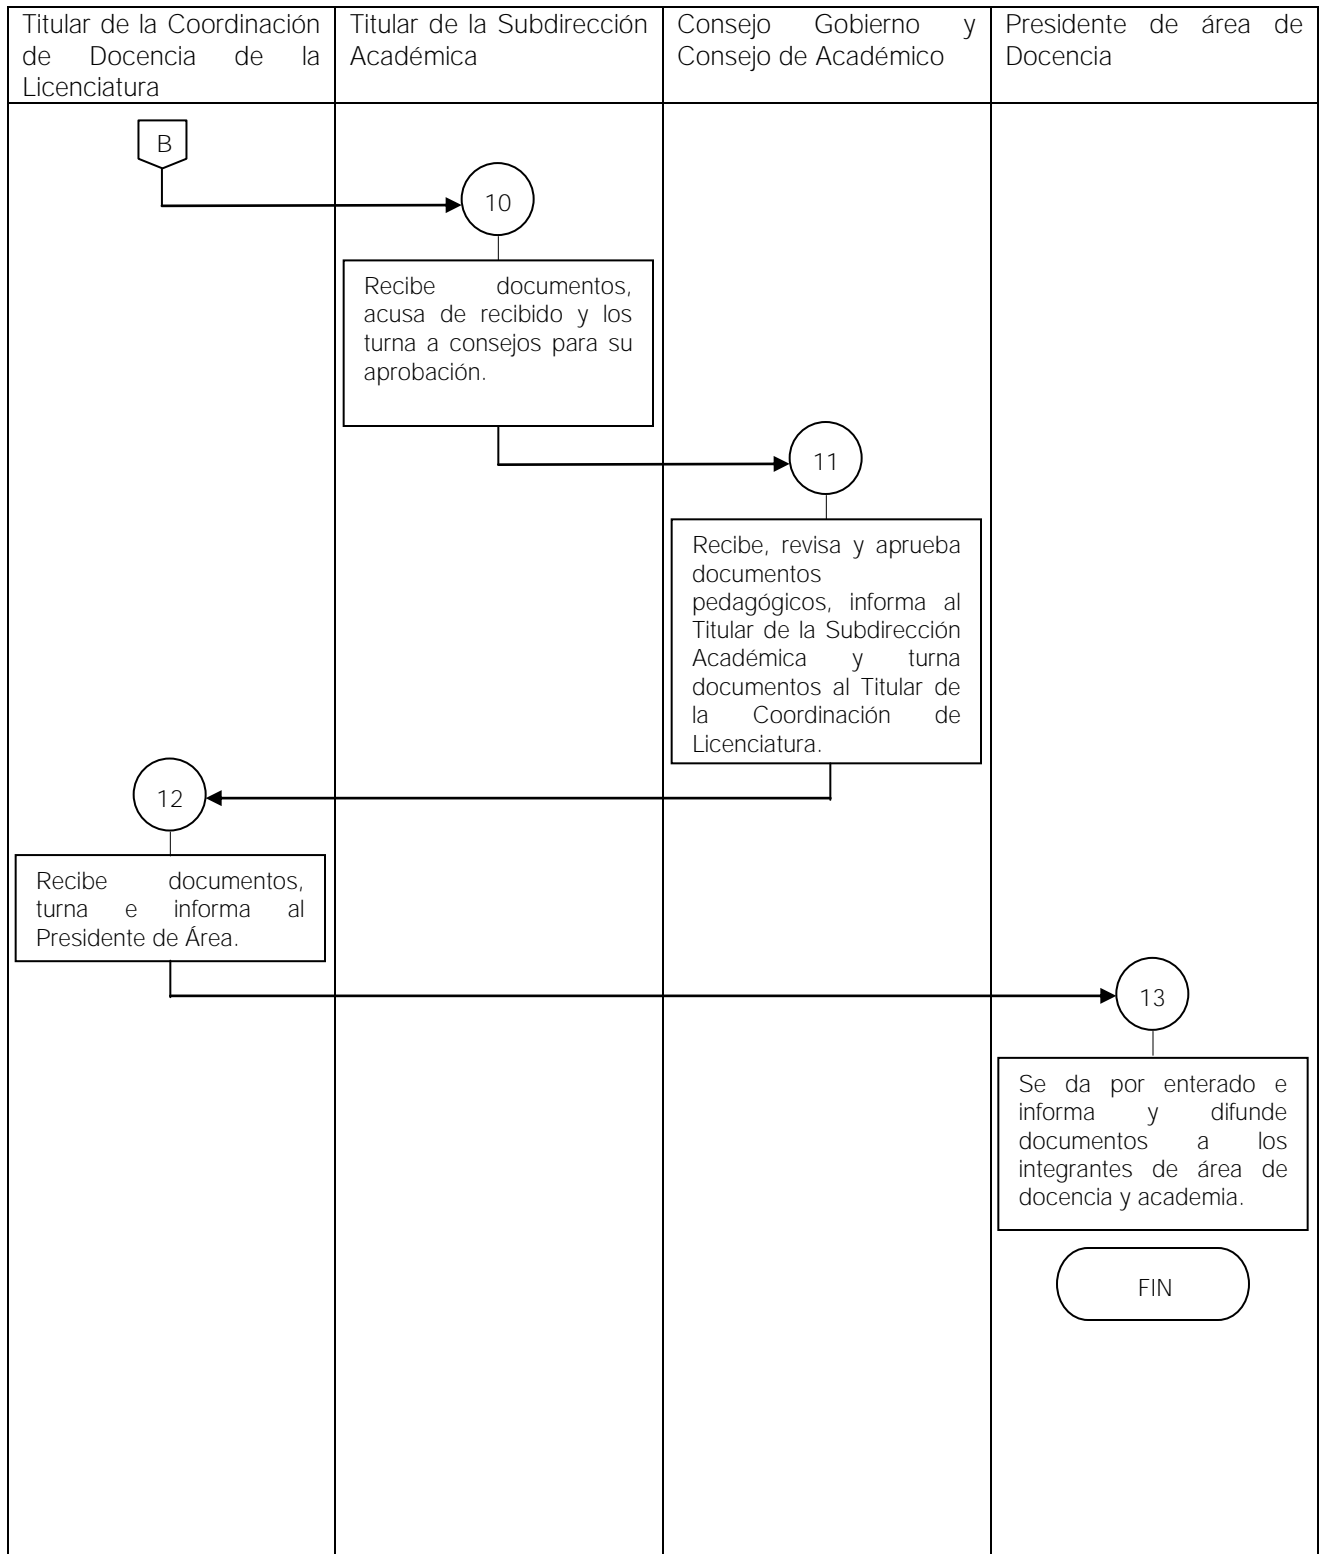 Titular de la Coordinación
de Docencia de la
Licenciatura
Titular de la Subdirección
Académica
Consejo Gobierno y
Consejo de Académico
Presidente de área de
Docencia
B
10
Recibe documentos,
acusa de recibido y los
turna a consejos para su
aprobación.
11
Recibe, revisa y aprueba
documentos
pedagógicos, informa al
Titular de la Subdirección
Académica y turna
documentos al Titular de
la Coordinación de
Licenciatura.
12
Recibe documentos,
turna e informa al
Presidente de Área.
13
Se da por enterado e
informa y difunde
documentos a los
integrantes de área de
docencia y academia.
FIN